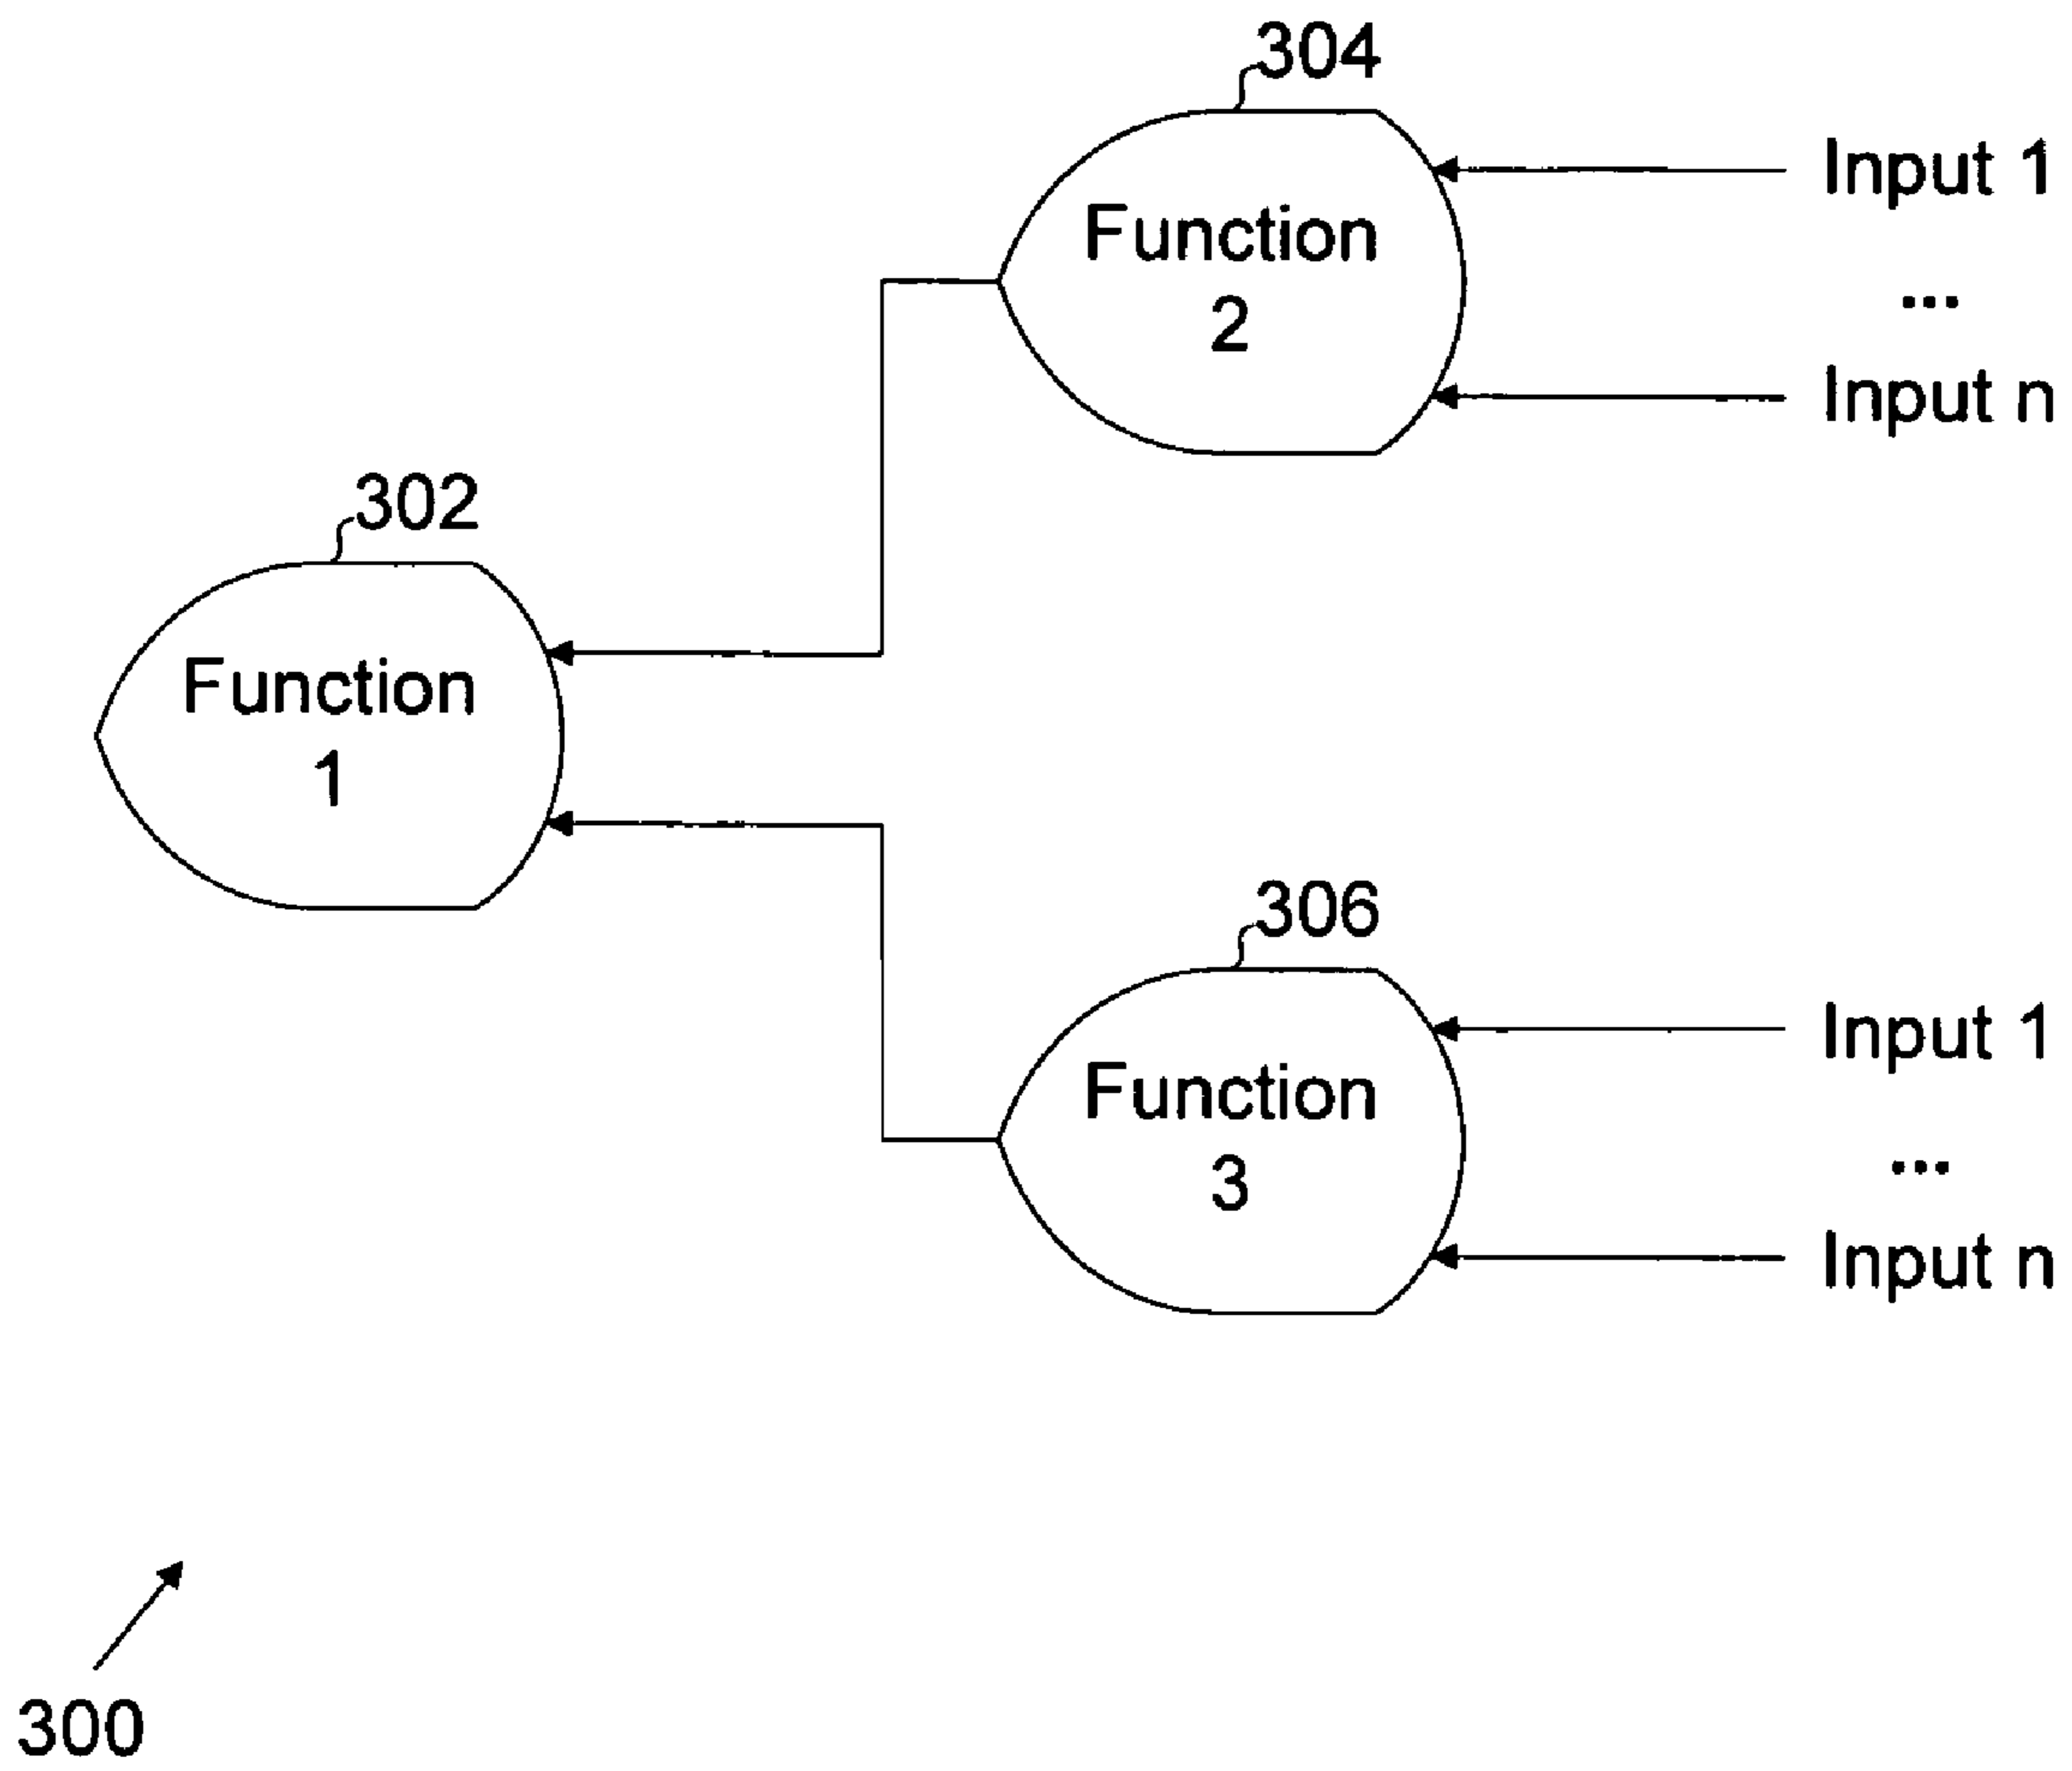 304
Input 1
Function
2
...
Input n
302
Function
1
306
Input 1
Function
3
...
Input n
300